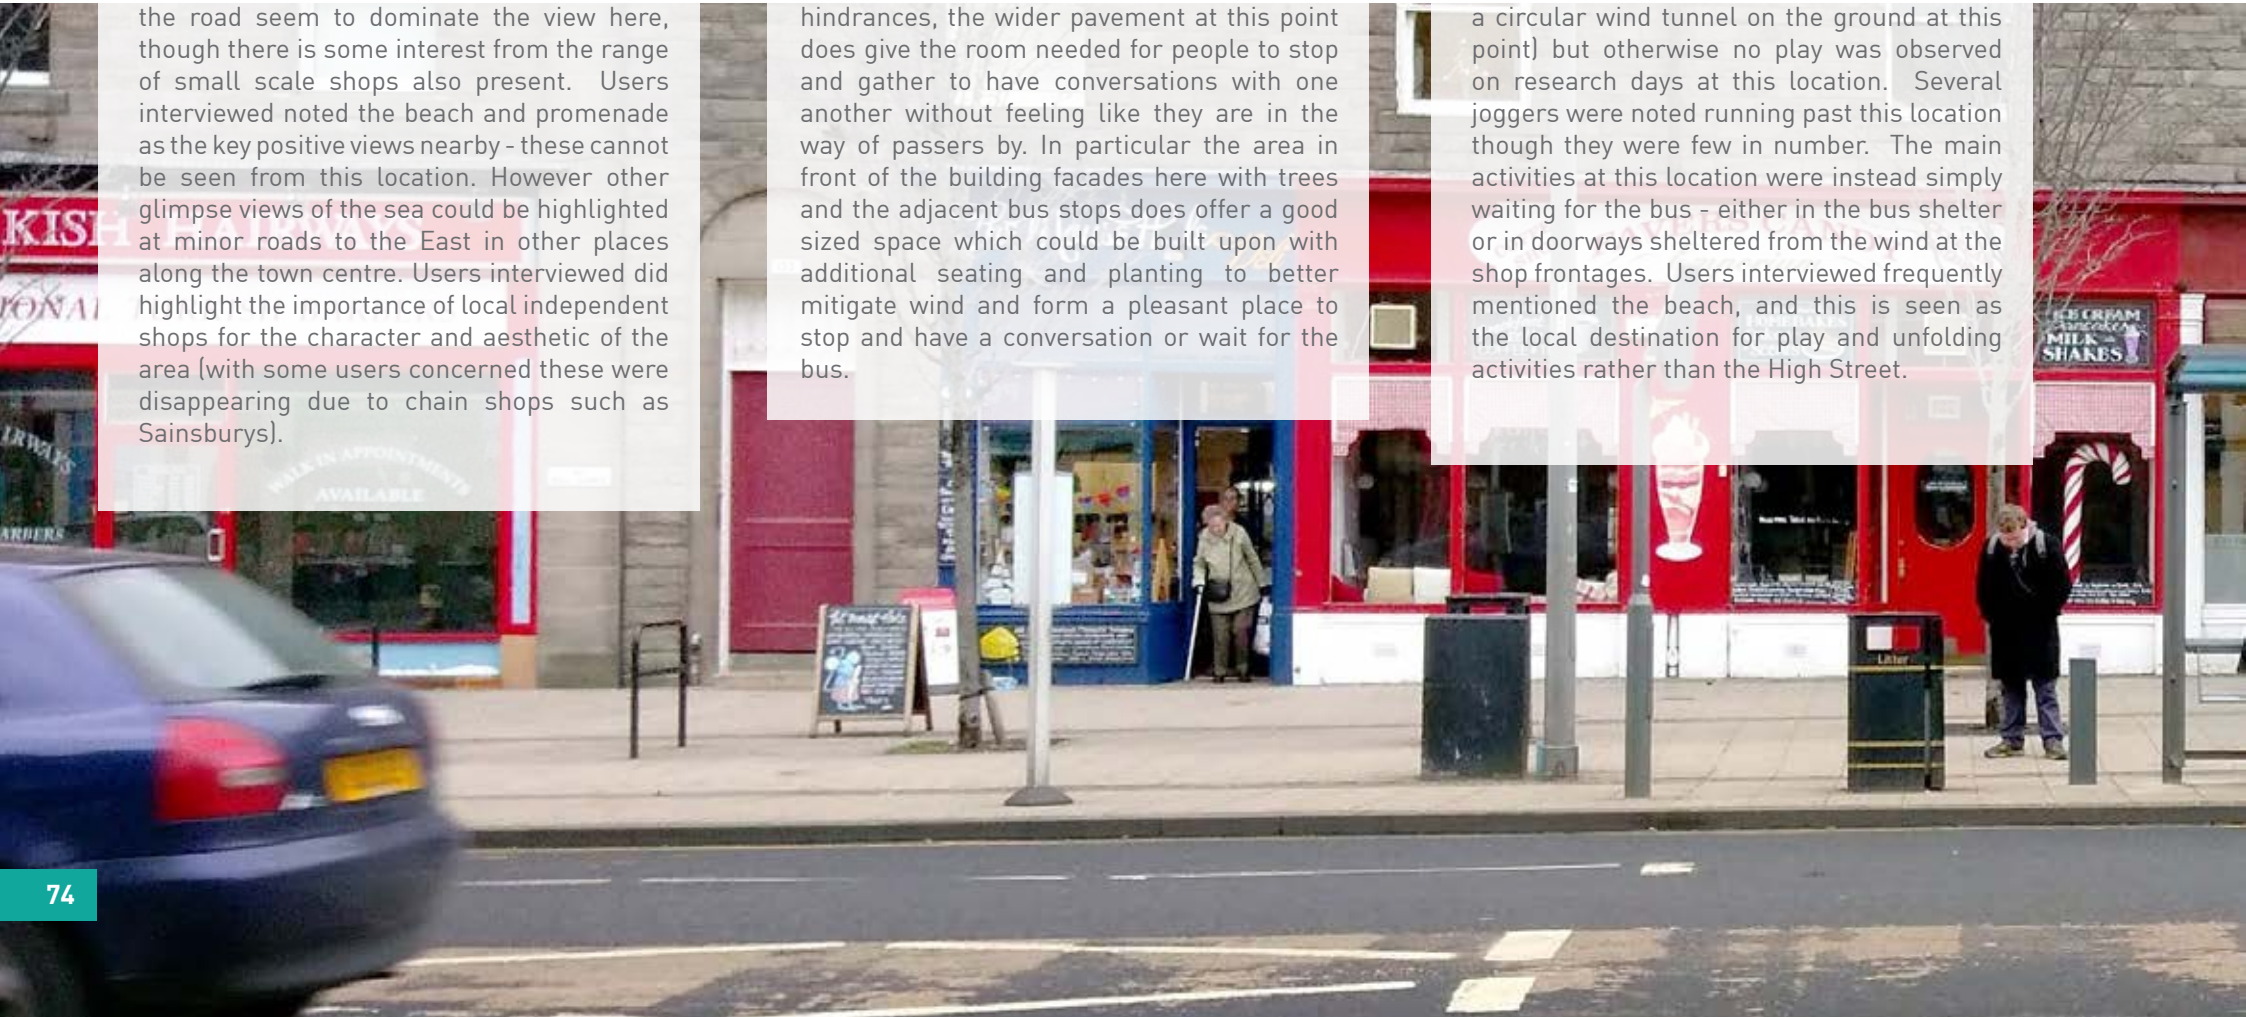 the road seem to dominate the view here,
though there is some interest from the range
of small scale shops also present. Users
interviewed noted the beach and promenade
as the key positive views nearby - these cannot
be seen from this location. However other
glimpse views of the sea could be highlighted
at minor roads to the East in other places
along the town centre. Users interviewed did
highlight the importance of local independent
shops for the character and aesthetic of the
area (with some users concerned these were
disappearing due to chain shops such as
Sainsburys).
hindrances, the wider pavement at this point
does give the room needed for people to stop
and gather to have conversations with one
another without feeling like they are in the
way of passers by. In particular the area in
front of the building facades here with trees
and the adjacent bus stops does offer a good
sized space which could be built upon with
additional seating and planting to better
mitigate wind and form a pleasant place to
stop and have a conversation or wait for the
bus.
a circular wind tunnel on the ground at this
point) but otherwise no play was observed
on research days at this location. Several
joggers were noted running past this location
though they were few in number. The main
activities at this location were instead simply
waiting for the bus - either in the bus shelter
or in doorways sheltered from the wind at the
shop frontages. Users interviewed frequently
mentioned the beach, and this is seen as
the local destination for play and unfolding
activities rather than the High Street.
KISH HAIRWAYS
WALK IN APPOINTMENTS
AVAILABLE
Deli
ICE CREAM
Pancakes
MILK
SHAKES
Litter
74